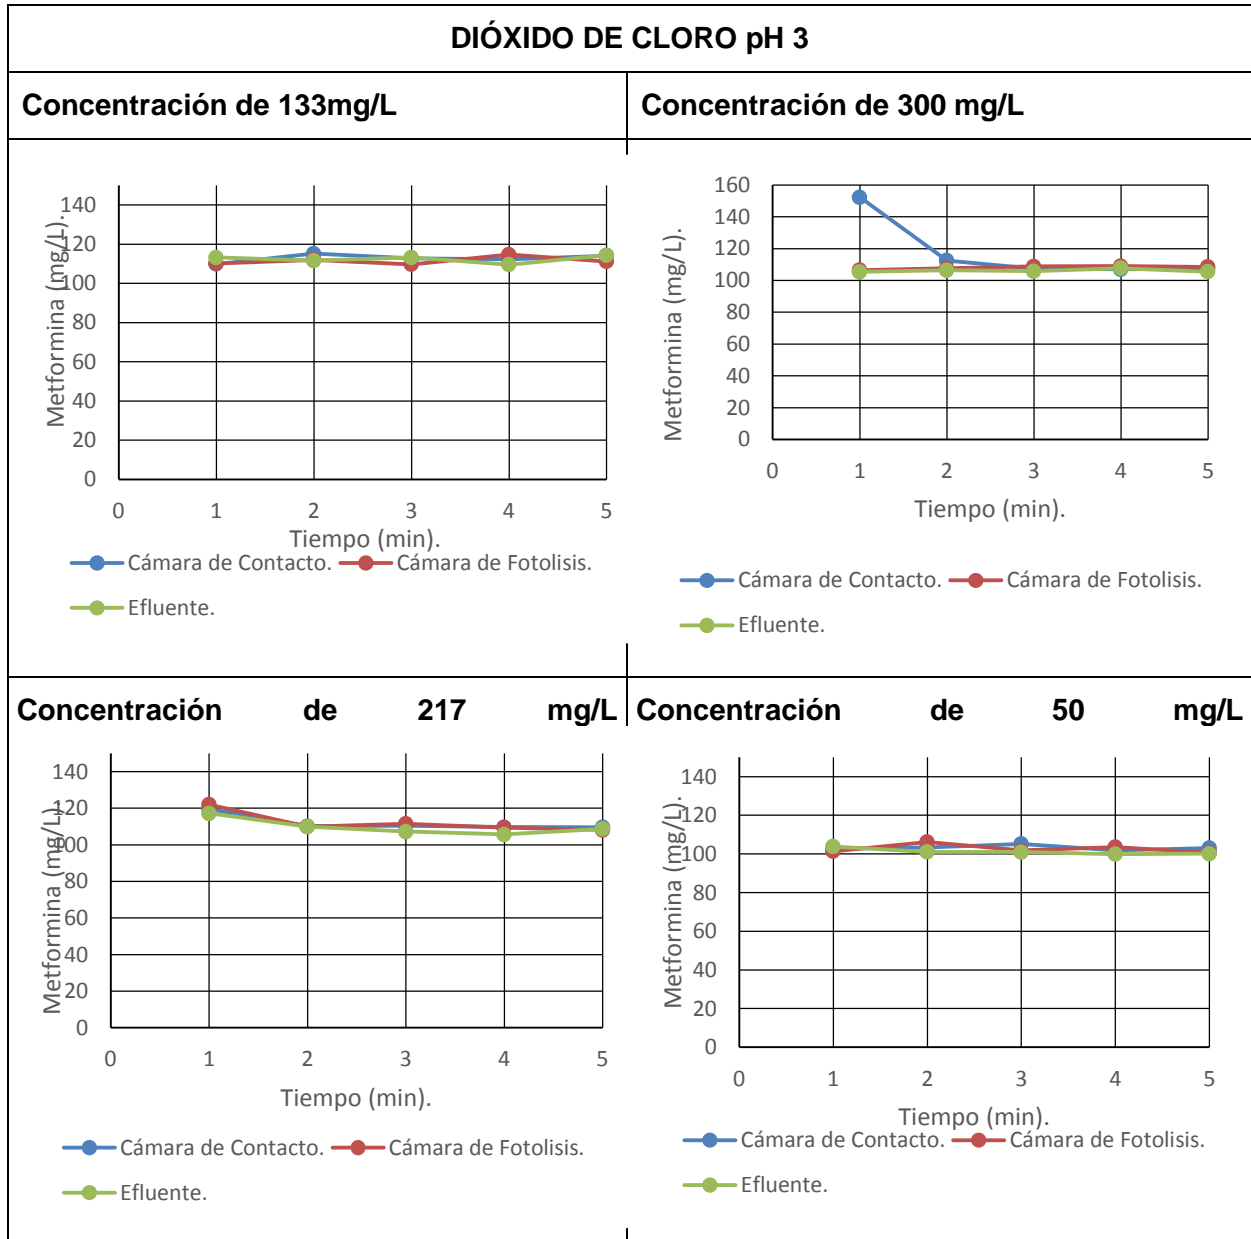 DIÓXIDO DE CLORO pH 3
Concentración de 133mg/L
Concentración de 300 mg/L
Metformina (mg/L).
140
120
100
80
60
40
20
0
0 1 2 3 4 5
Tiempo (min).
Cámara de Contacto. Cámara de Fotolisis.
Efluente.
Metformina (mg/L).
160
140
120
100
80
60
40
20
0
0 1 2 3 4 5
Tiempo (min).
Cámara de Contacto. Cámara de Fotolisis.
Efluente.
Concentración de 217 mg/L
Concentración de 50 mg/L
Metformina (mg/L).
140
120
100
80
60
40
20
0
0 1 2 3 4 5
Tiempo (min).
Cámara de Contacto. Cámara de Fotolisis.
Efluente.
Metformina (mg/L).
140
120
100
80
60
40
20
0
0 1 2 3 4 5
Tiempo (min).
Cámara de Contacto. Cámara de Fotolisis.
Efluente.